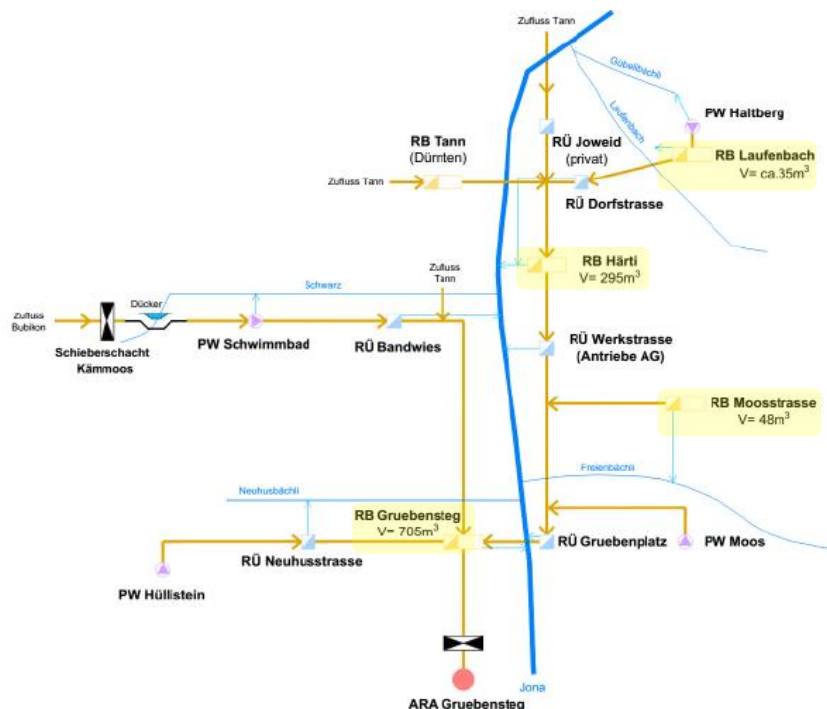 Zufluss Tann
Gübelibächli
Laufenbach
PW Haltberg
RB Tann
(Dürnten)
RÜ Joweid
(privat)
RB Laufenbach
V= ca.35m³
Zufluss Tann
RÜ Dorfstrasse
RB Härti
V= 295m³
Zufluss
Tann
Schwarz
Dücker
Zufluss
Bubikon
Schieberschacht
Kämmoos
PW Schwimmbad
RÜ Bandwies
RÜ Werkstrasse
(Antriebe AG)
RB Moosstrasse
V= 48m³
Freienbächli
Neuhusbächli
RB Gruebensteg
V= 705m³
RÜ Neuhusstrasse
RÜ Gruebenplatz
PW Moos
PW Hüllistein
Jona
ARA Gruebensteg